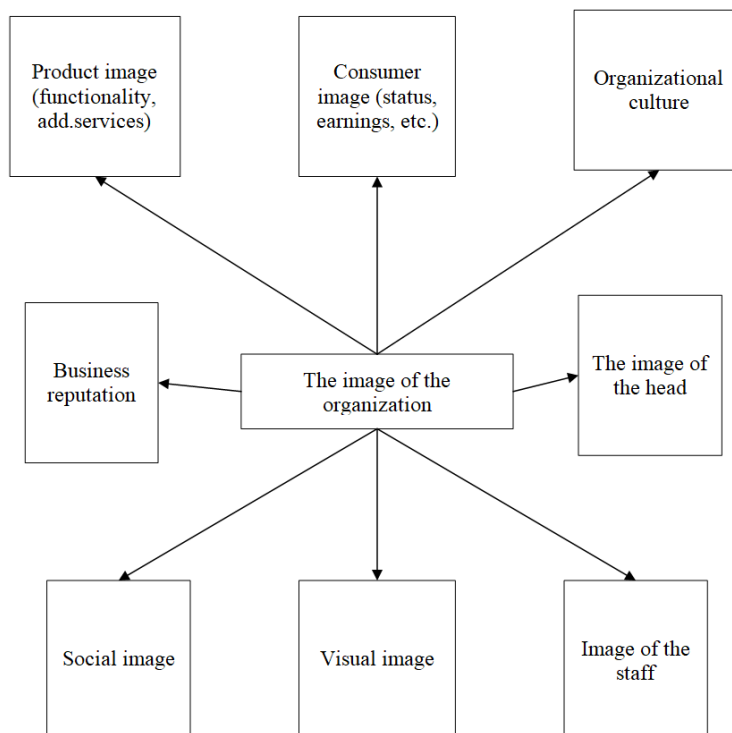 Product image
(functionality,
add.services)
Consumer
image (status,
earnings, etc.)
Organizational
culture
Business
reputation
The image of the
organization
The image of
the head
Social image
Visual image
Image of the
staff